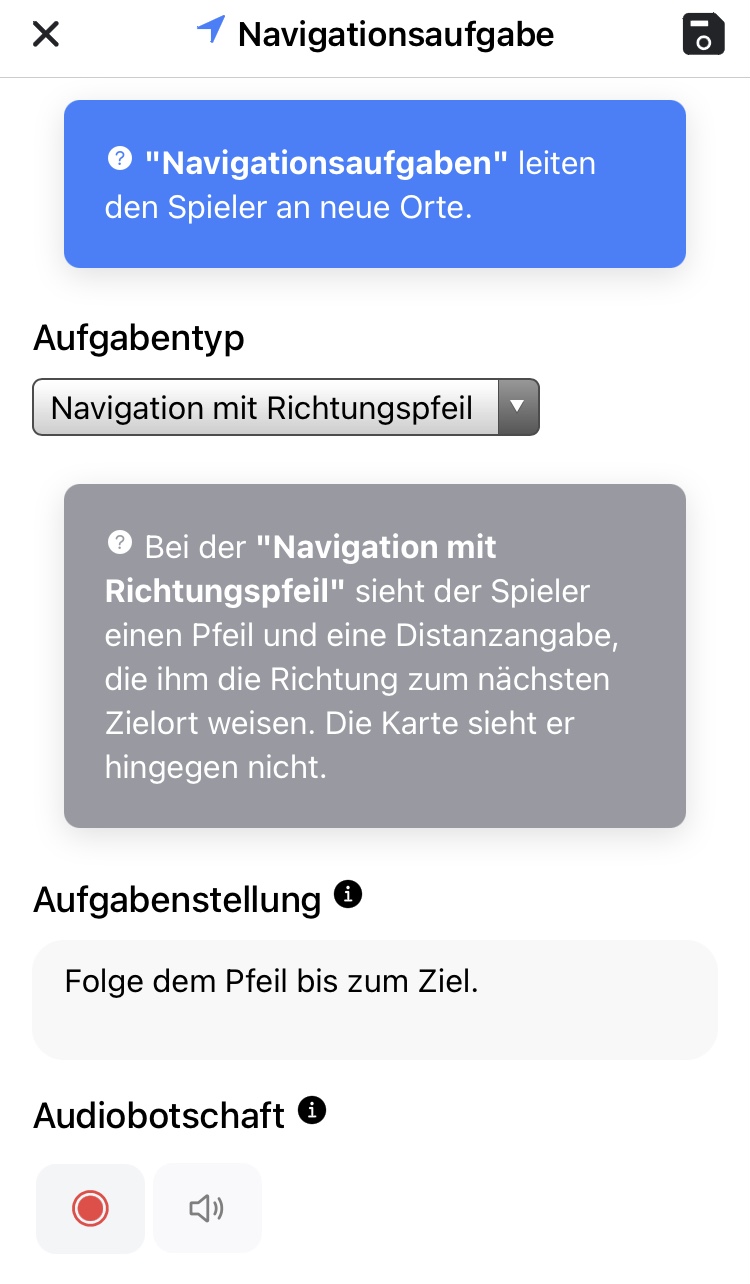 Navigationsaufgabe
"Navigationsaufgaben" leiten
den Spieler an neue Orte.
Aufgabentyp
Navigation mit Richtungspfeil
Bei der "Navigation mit
Richtungspfeil" sieht der Spieler
einen Pfeil und eine Distanzangabe,
die ihm die Richtung zum nächsten
Zielort weisen. Die Karte sieht er
hingegen nicht.
Aufgabenstellung
Folge dem Pfeil bis zum Ziel.
Audiobotschaft